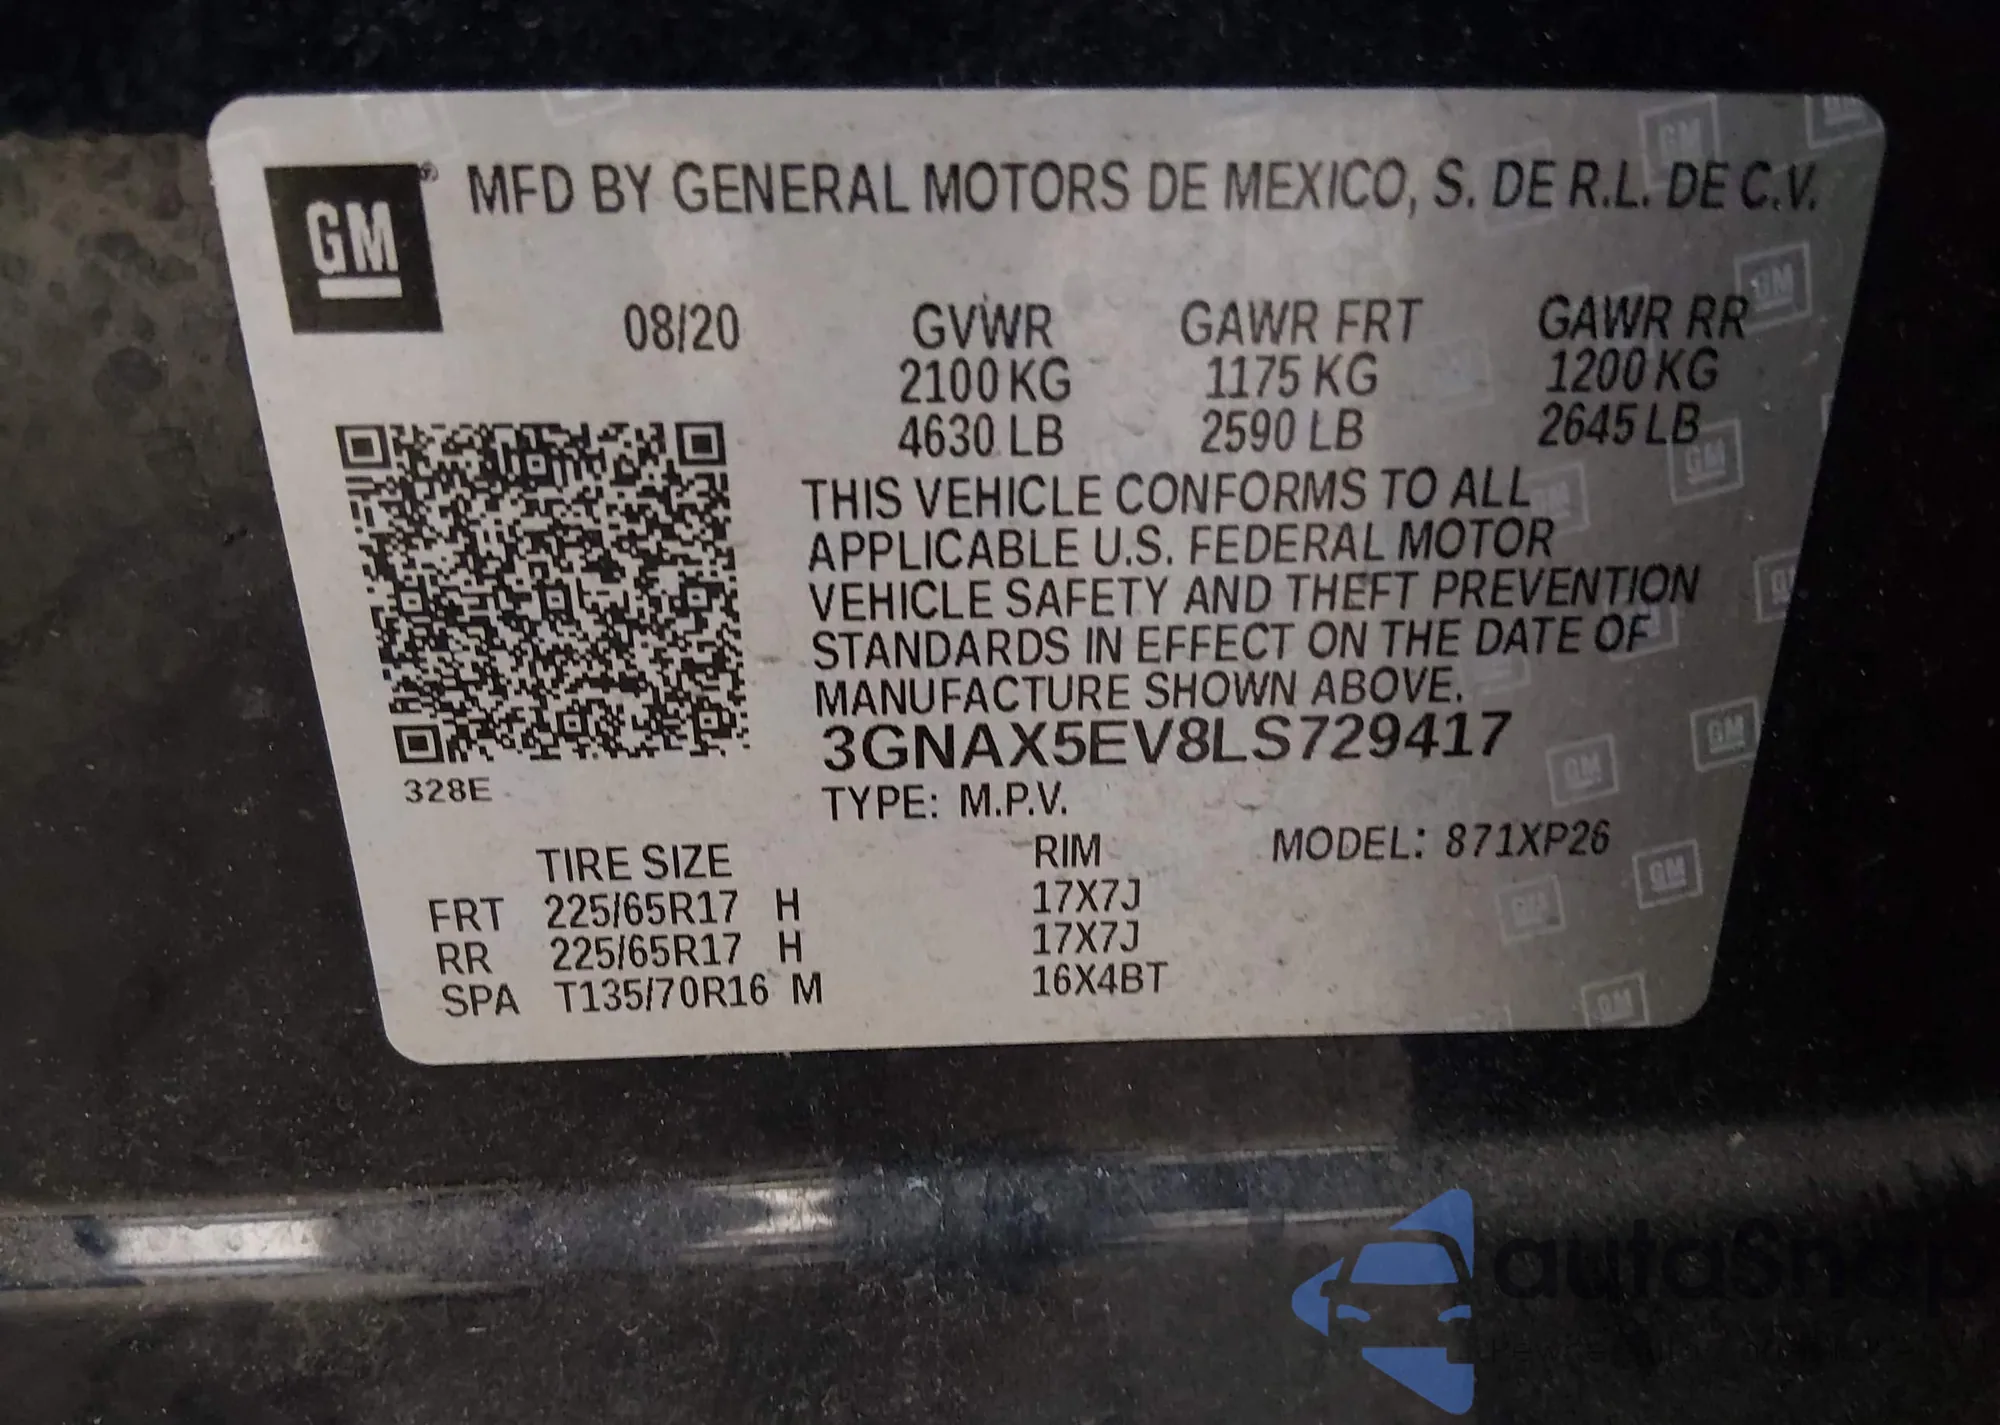 GM
MFD BY GENERAL MOTORS DE MEXICO, S. DE R.L. DE C.V.
08/20 GVWR GAWR FRT GAWR RR
2100 KG 1175 KG 1200 KG
4630 LB 2590 LB 2645 LB
THIS VEHICLE CONFORMS TO ALL
APPLICABLE U.S. FEDERAL MOTOR
VEHICLE SAFETY AND THEFT PREVENTION
STANDARDS IN EFFECT ON THE DATE OF
MANUFACTURE SHOWN ABOVE.
3GNAX5EV8LS729417
328E
TYPE: M.P.V.
TIRE SIZE RIM MODEL: 871XP26
FRT 225/65R17 H 17X7J
RR 225/65R17 H 17X7J
SPA T135/70R16 M 16X4BT
autosnap